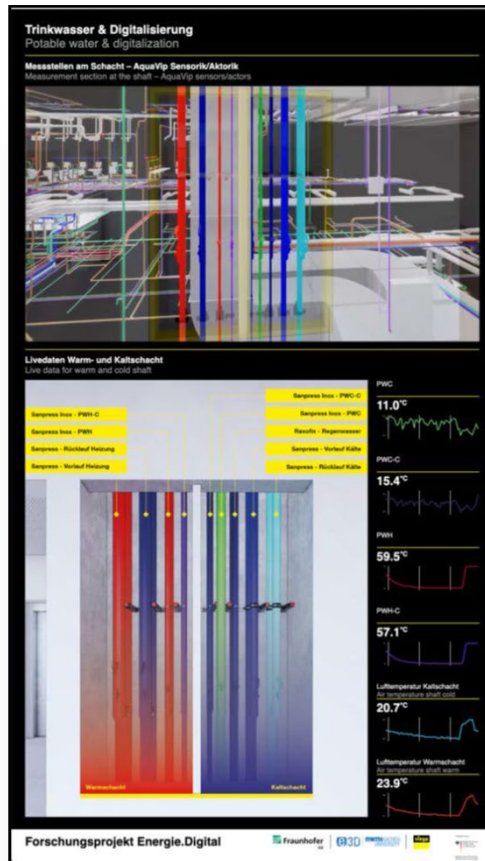 Trinkwasser & Digitalisierung
Potable water & digitalization
Messstellen am Schacht – AquaVip Sensorik/Aktorik
Measurement section at the shaft – AquaVip sensors/actors
Livedaten Warm- und Kaltschacht
Live data for warm and cold shaft
Sanpress Inox - PWH-C
Sanpress Inox - PWH
Sanpress - Rücklauf Heizung
Sanpress - Vorlauf Heizung
Sanpress Inox - PWC-C
Sanpress Inox - PWC
Raxofix - Regenwasser
Sanpress - Vorlauf Kälte
Sanpress - Rücklauf Kälte
Warmschacht
Kaltschacht
PWC
11.0°C
PWC-C
15.4°C
PWH
59.5°C
PWH-C
57.1°C
Lufttemperatur Kaltschacht
Air temperature shaft cold
20.7°C
Lufttemperatur Warmschacht
Air temperature shaft warm
23.9°C
Forschungsprojekt Energie.Digital
Fraunhofer
e3D
viega